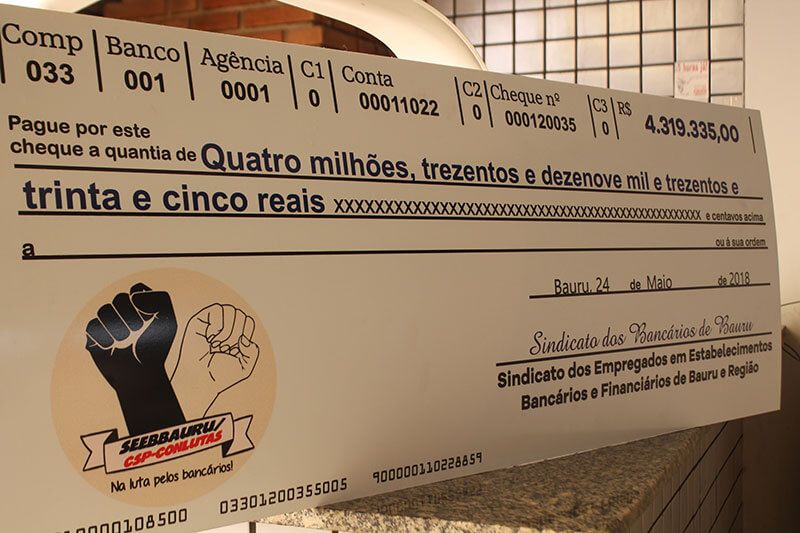 Comp Banco Agência C1 Conta C2 Cheque nº C3 R$ 4.319.335,00
033 001 0001 0 00011022 0 000120035 0
Pague por este
cheque a quantia de Quatro milhões, trezentos e dezenove mil e trezentos e
trinta e cinco reais xxxxxxxxxxxxxxxxxxxxxxxxxxxxxxxxxxxxxxxxxxxxxxxxxxxx e centavos acima
a ou à sua ordem
Bauru, 24 de Maio de 2018
Sindicato dos Bancários de Bauru
Sindicato dos Empregados em Estabelecimentos
Bancários e Financiários de Bauru e Região
SEEBBAURU/
CSP-CONLUTAS
Na luta pelos bancários!
0000108500 03301200355005 900000110228859